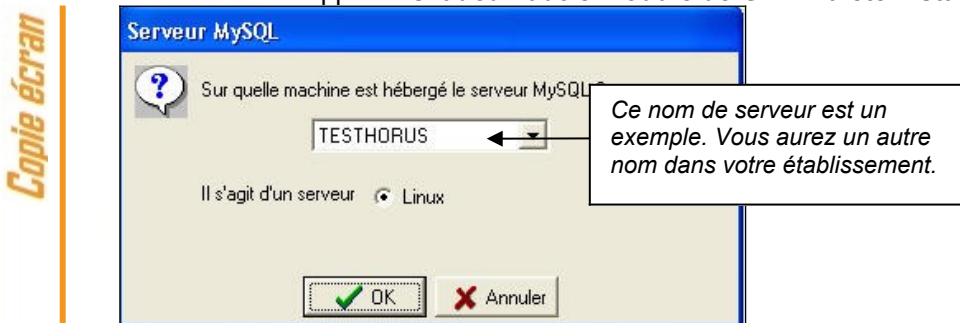 Copie écran
Serveur MySQL
Sur quelle machine est hébergé le serveur MySQL
TESTHORUS
Ce nom de serveur est un
exemple. Vous aurez un autre
nom dans votre établissement.
Il s'agit d'un serveur Linux
OK Annuler